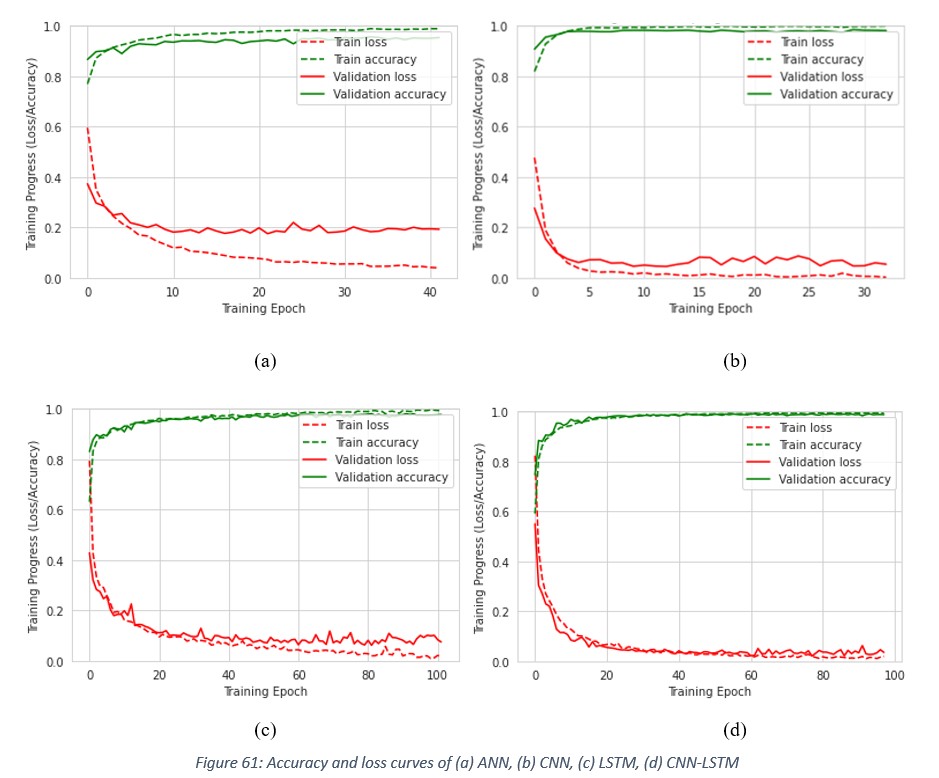 1.0
0.8
0.6
0.4
0.2
0.0
Training Progress (Loss/Accuracy)
Train loss
Train accuracy
Validation loss
Validation accuracy
0 10 20 30 40
Training Epoch
(a)
1.0
0.8
0.6
0.4
0.2
0.0
Training Progress (Loss/Accuracy)
Train loss
Train accuracy
Validation loss
Validation accuracy
0 5 10 15 20 25 30
Training Epoch
(b)
1.0
0.8
0.6
0.4
0.2
0.0
Training Progress (Loss/Accuracy)
Train loss
Train accuracy
Validation loss
Validation accuracy
0 20 40 60 80 100
Training Epoch
(c)
1.0
0.8
0.6
0.4
0.2
0.0
Training Progress (Loss/Accuracy)
Train loss
Train accuracy
Validation loss
Validation accuracy
0 20 40 60 80 100
Training Epoch
(d)
Figure 61: Accuracy and loss curves of (a) ANN, (b) CNN, (c) LSTM, (d) CNN-LSTM